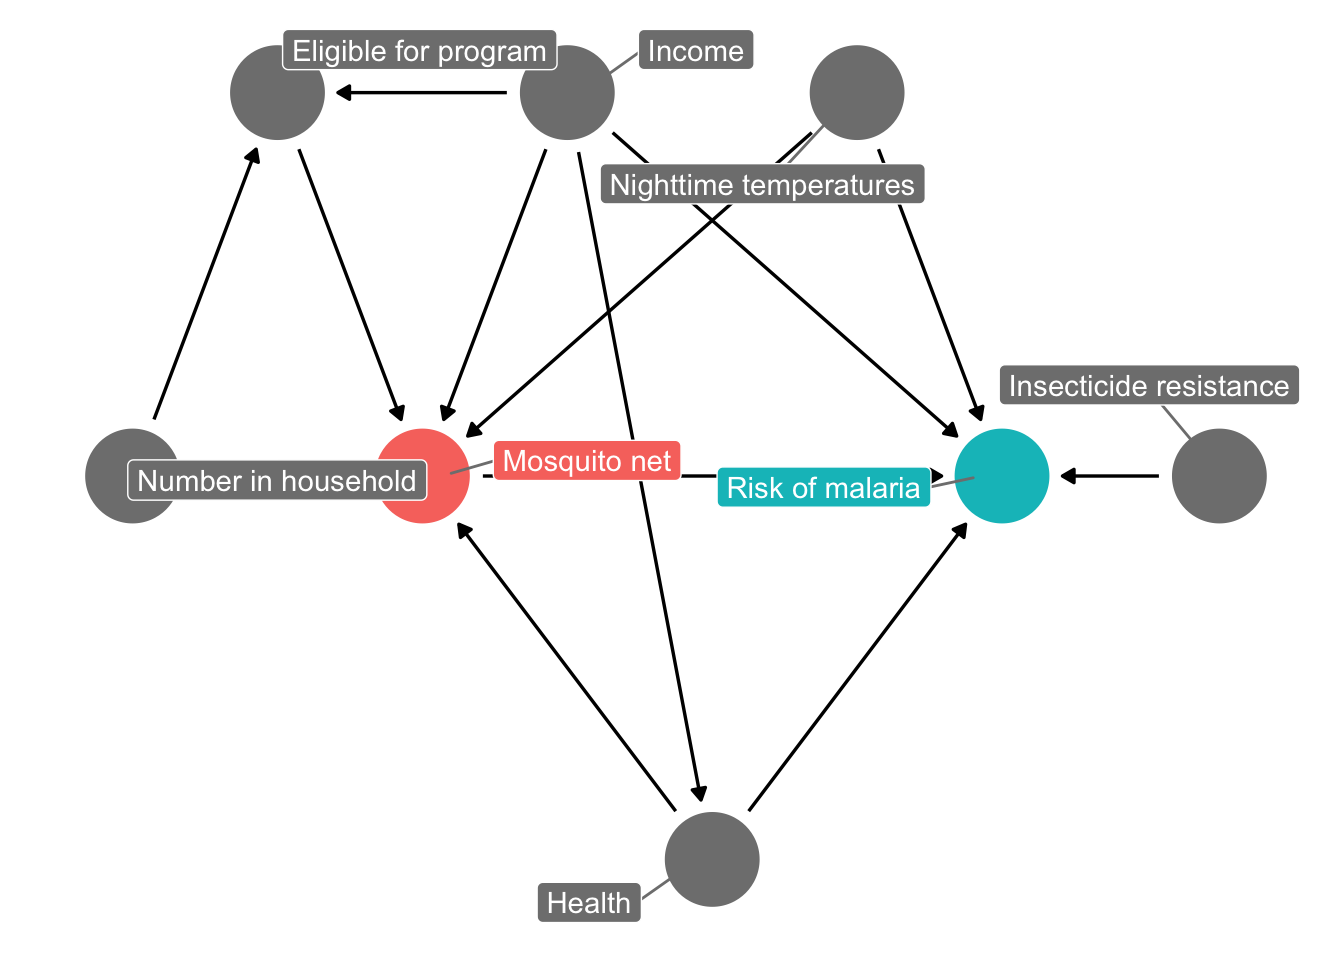 Eligible for program
Income
Nighttime temperatures
Insecticide resistance
Mosquito net
Number in household
Risk of malaria
Health